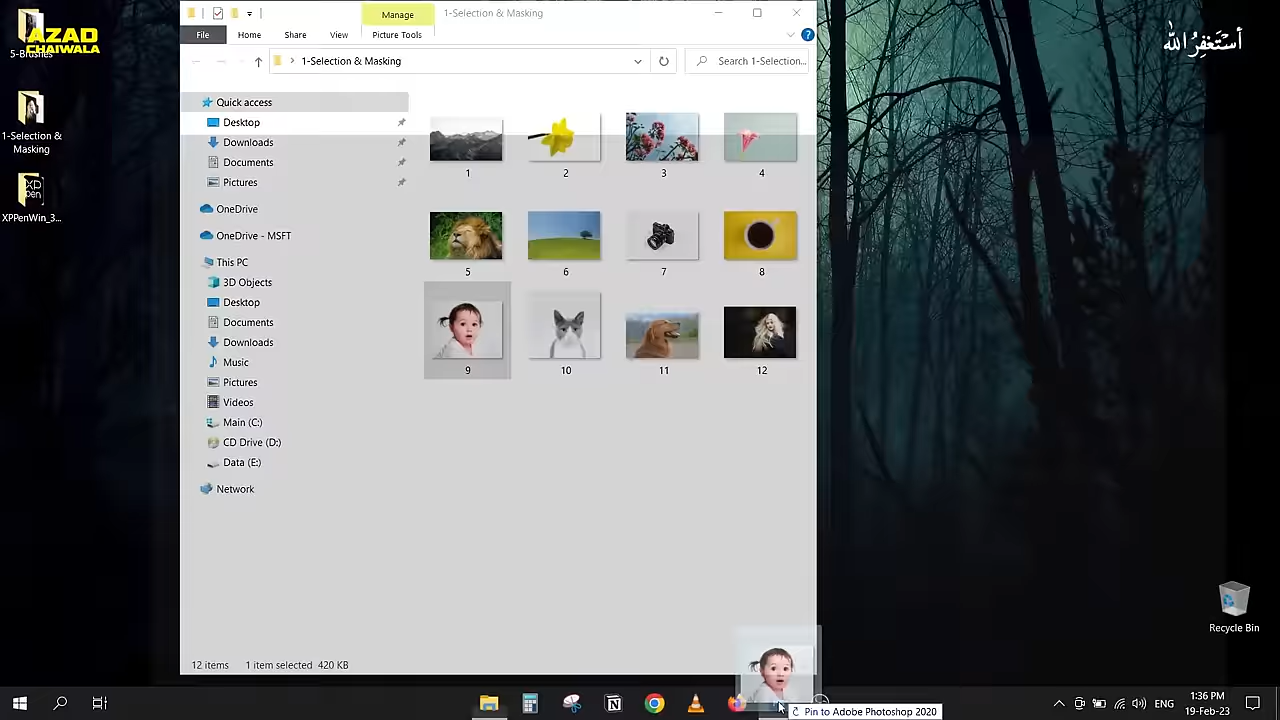 5-Brushes
AZAD
CHAIWALA
1-Selection &
Masking
XPPenWin_3...
Manage
1-Selection & Masking
File
Home
Share
View
Picture Tools
1-Selection & Masking
Search 1-Selection...
Quick access
Desktop
Downloads
Documents
Pictures
OneDrive
OneDrive - MSFT
This PC
3D Objects
Desktop
Documents
Downloads
Music
Pictures
Videos
Main (C:)
CD Drive (D:)
Data (E:)
Network
1
2
3
4
5
6
7
8
9
10
11
12
12 items
1 item selected
420 KB
أستغفر الله
Recycle Bin
Pin to Adobe Photoshop 2020
ENG
1:36 PM
19-Feb-23